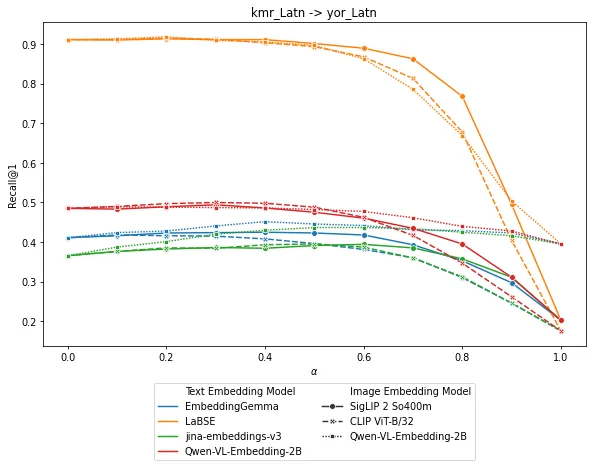 kmr_Latn -> yor_Latn
Recall@1
0.9
0.8
0.7
0.6
0.5
0.4
0.3
0.2
0.0 0.2 0.4 0.6 0.8 1.0
α
Text Embedding Model Image Embedding Model
EmbeddingGemma SigLIP 2 So400m
LaBSE CLIP ViT-B/32
jina-embeddings-v3 Qwen-VL-Embedding-2B
Qwen-VL-Embedding-2B